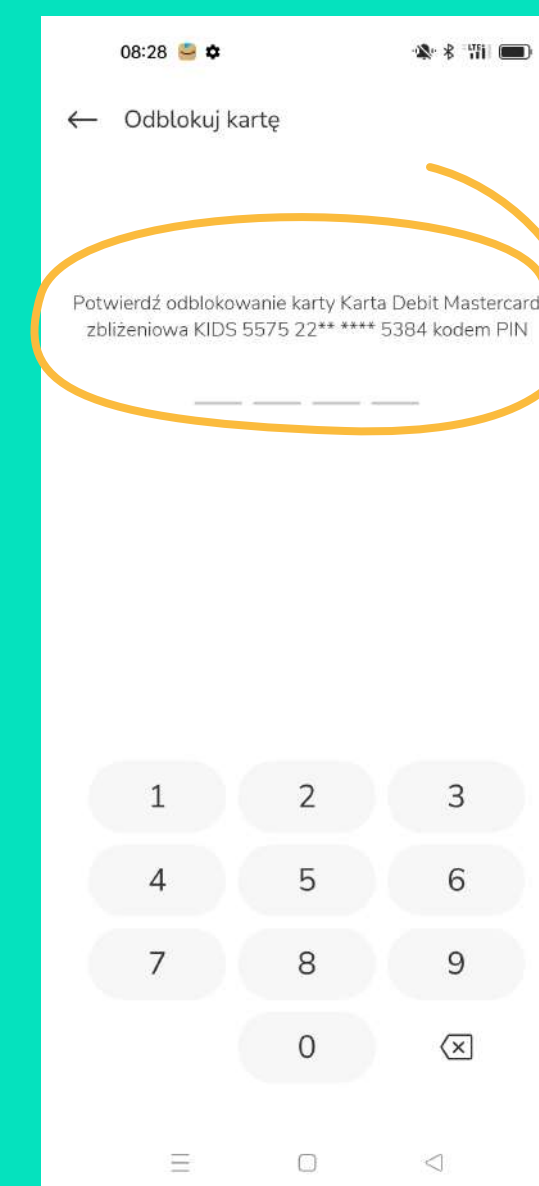 08:28
Odblokuj kartę
Potwierdź odblokowanie karty Karta Debit Mastercard
zbliżeniowa KIDS 5575 22** **** 5384 kodem PIN
1 2 3
4 5 6
7 8 9
0